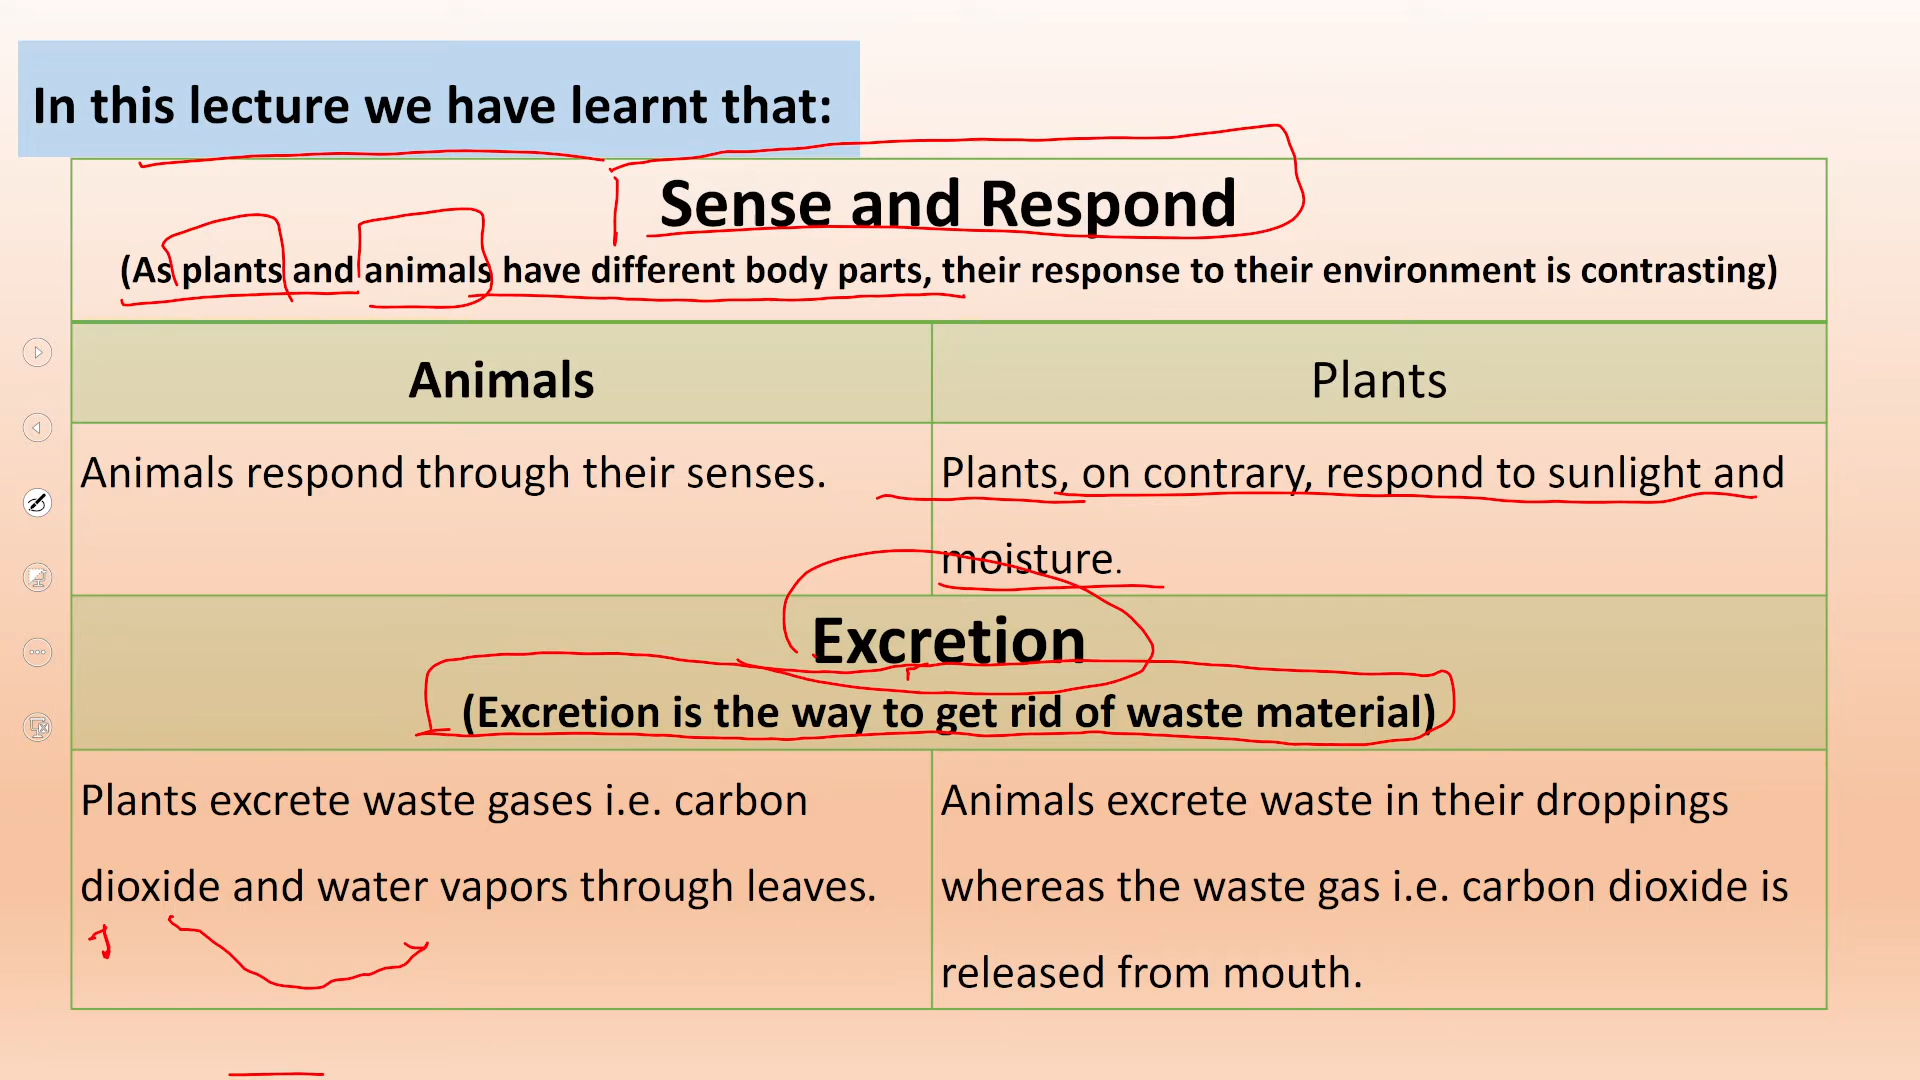 In this lecture we have learnt that:
Sense and Respond
(As plants and animals have different body parts, their response to their environment is contrasting)
Animals
Plants
Animals respond through their senses.
Plants, on contrary, respond to sunlight and
moisture.
Excretion
(Excretion is the way to get rid of waste material)
Plants excrete waste gases i.e. carbon
dioxide and water vapors through leaves.
Animals excrete waste in their droppings
whereas the waste gas i.e. carbon dioxide is
released from mouth.